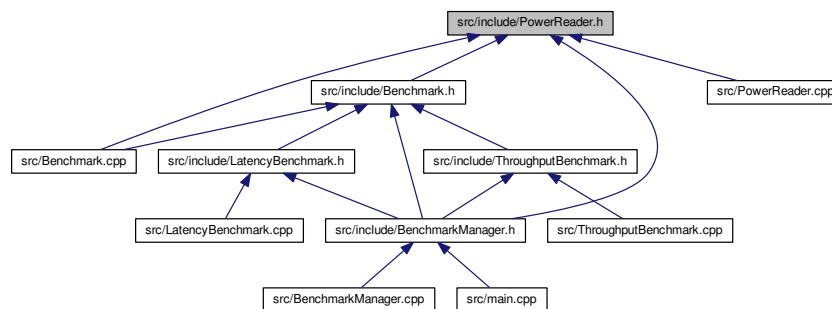 src/include/PowerReader.h
src/include/Benchmark.h
src/PowerReader.cpp
src/Benchmark.cpp
src/include/LatencyBenchmark.h
src/include/ThroughputBenchmark.h
src/LatencyBenchmark.cpp
src/include/BenchmarkManager.h
src/ThroughputBenchmark.cpp
src/BenchmarkManager.cpp
src/main.cpp